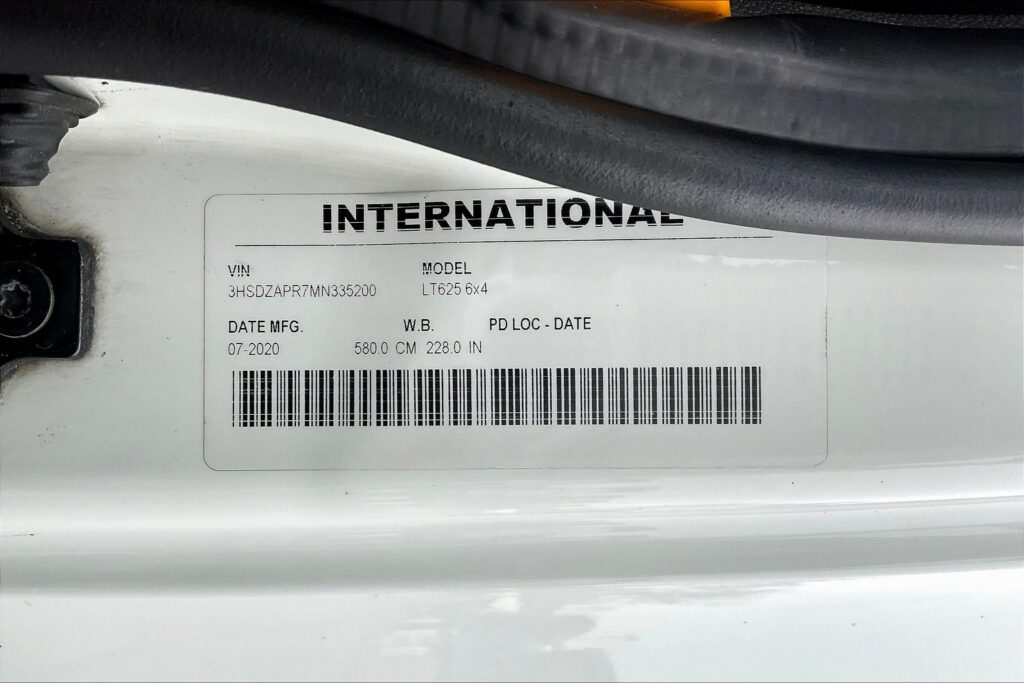 INTERNATIONAL
VIN MODEL
3HSDZAPR7MN335200 LT625 6x4
DATE MFG. W.B. PD LOC - DATE
07-2020 580.0 CM 228.0 IN